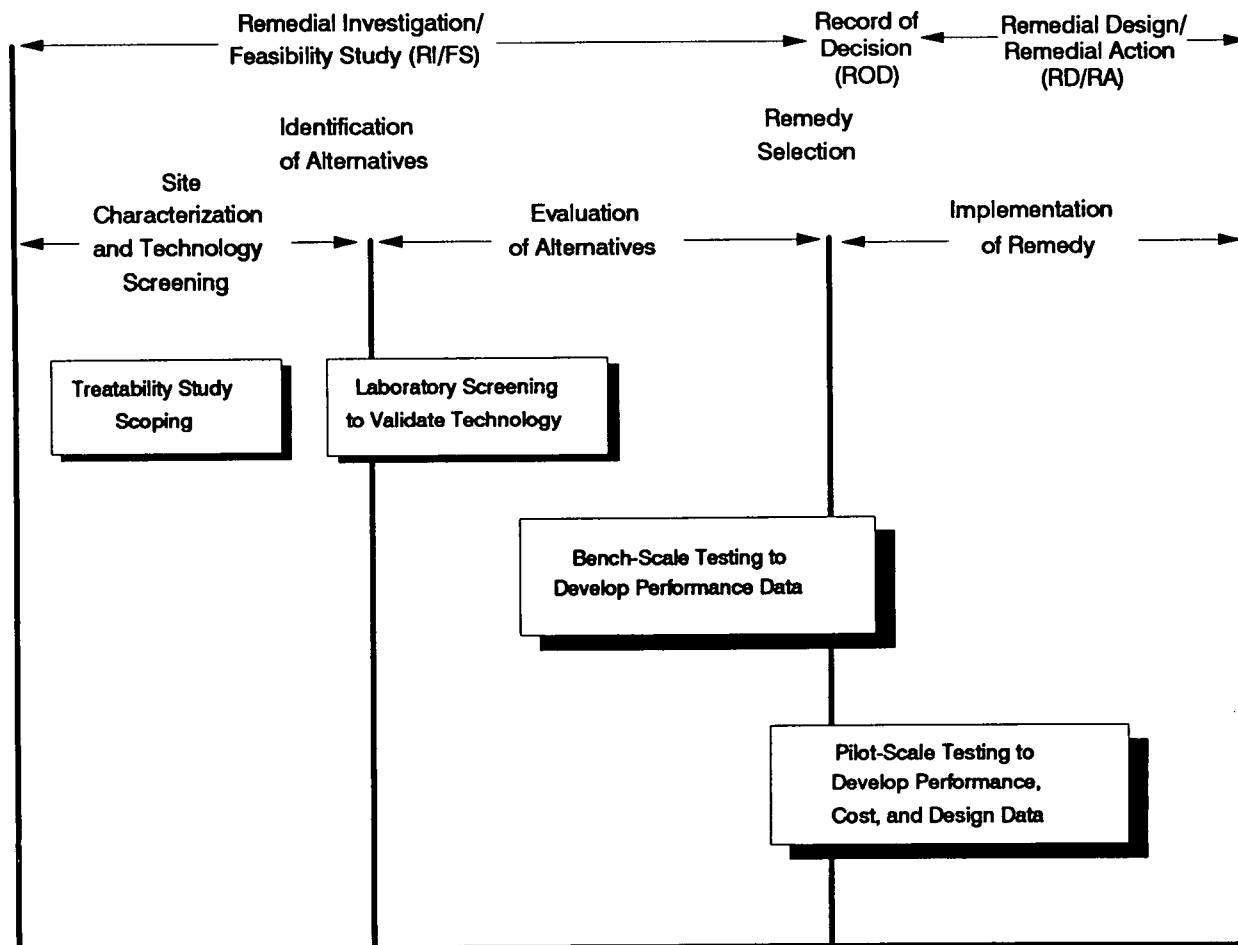 Remedial Investigation/
Feasibility Study (RI/FS)
Record of
Decision
(ROD)
Remedial Design/
Remedial Action
(RD/RA)
Identification
of Alternatives
Remedy
Selection
Site
Characterization
and Technology
Screening
Evaluation
of Alternatives
Implementation
of Remedy
Treatability Study
Scoping
Laboratory Screening
to Validate Technology
Bench-Scale Testing to
Develop Performance Data
Pilot-Scale Testing to
Develop Performance,
Cost, and Design Data